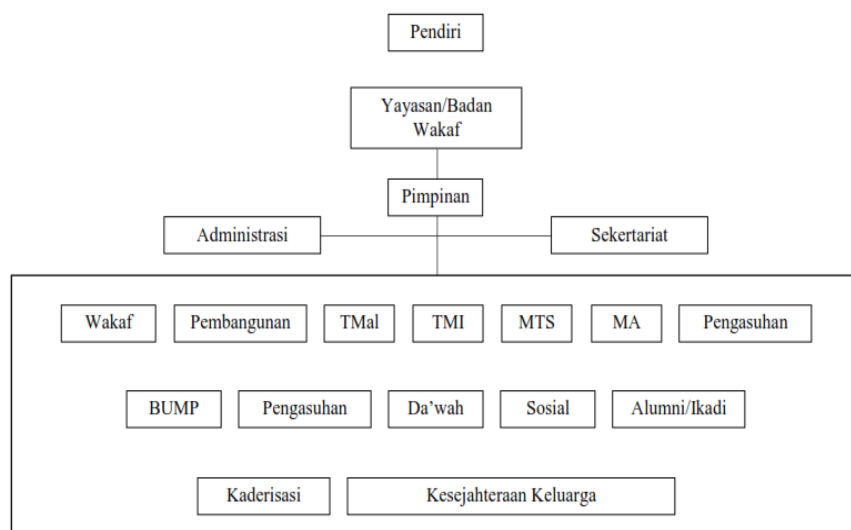 Pendiri
Yayasan/Badan
Wakaf
Pimpinan
Administrasi
Sekertariat
Wakaf
Pembangunan
TMal
TMI
MTS
MA
Pengasuhan
BUMP
Pengasuhan
Da’wah
Sosial
Alumni/Ikadi
Kaderisasi
Kesejahteraan Keluarga